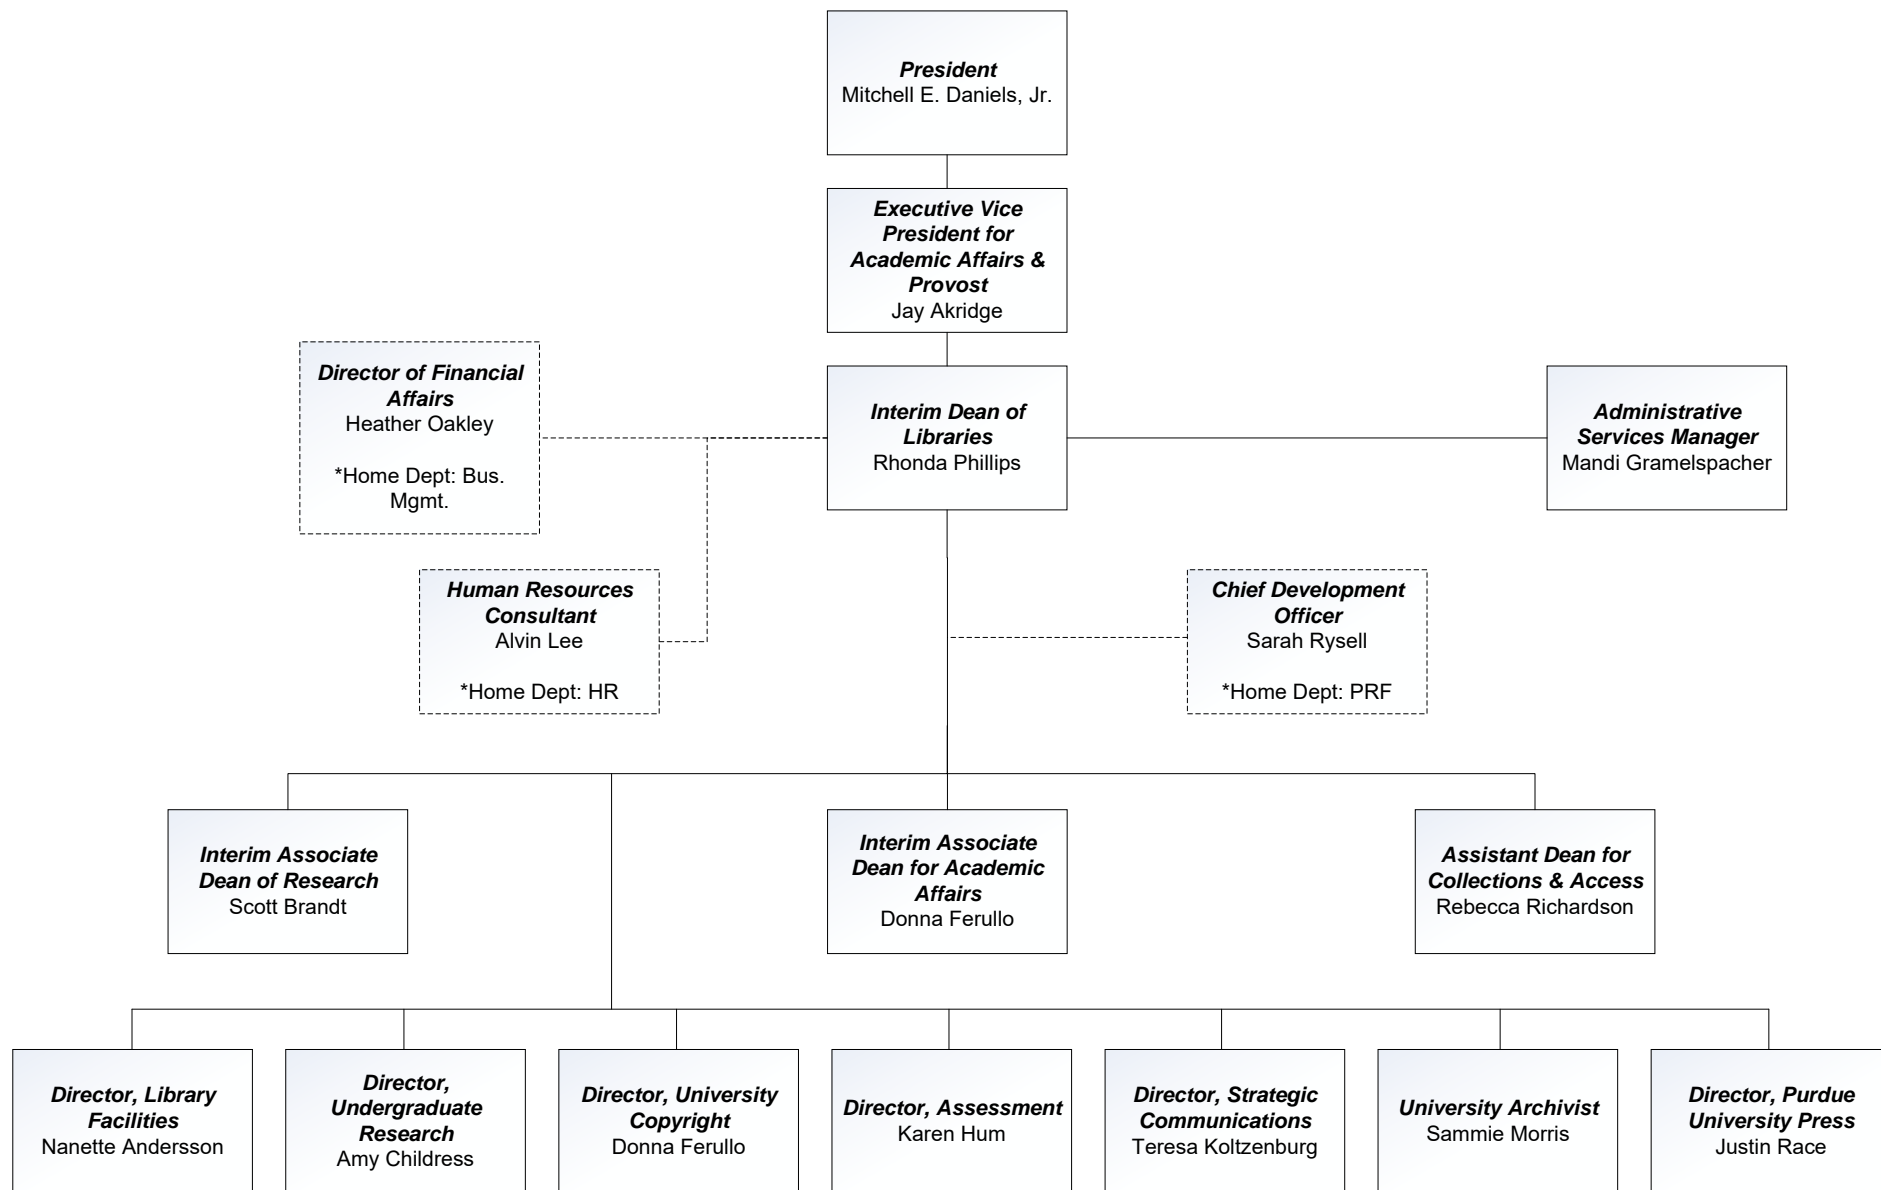 President
Mitchell E. Daniels, Jr.
Executive Vice
President for
Academic Affairs &
Provost
Jay Akridge
Director of Financial
Affairs
Heather Oakley
*Home Dept: Bus.
Mgmt.
Interim Dean of
Libraries
Rhonda Phillips
Administrative
Services Manager
Mandi Gramelspacher
Human Resources
Consultant
Alvin Lee
*Home Dept: HR
Chief Development
Officer
Sarah Rysell
*Home Dept: PRF
Interim Associate
Dean of Research
Scott Brandt
Interim Associate
Dean for Academic
Affairs
Donna Ferullo
Assistant Dean for
Collections & Access
Rebecca Richardson
Director, Library
Facilities
Nanette Andersson
Director,
Undergraduate
Research
Amy Childress
Director, University
Copyright
Donna Ferullo
Director, Assessment
Karen Hum
Director, Strategic
Communications
Teresa Koltzenburg
University Archivist
Sammie Morris
Director, Purdue
University Press
Justin Race